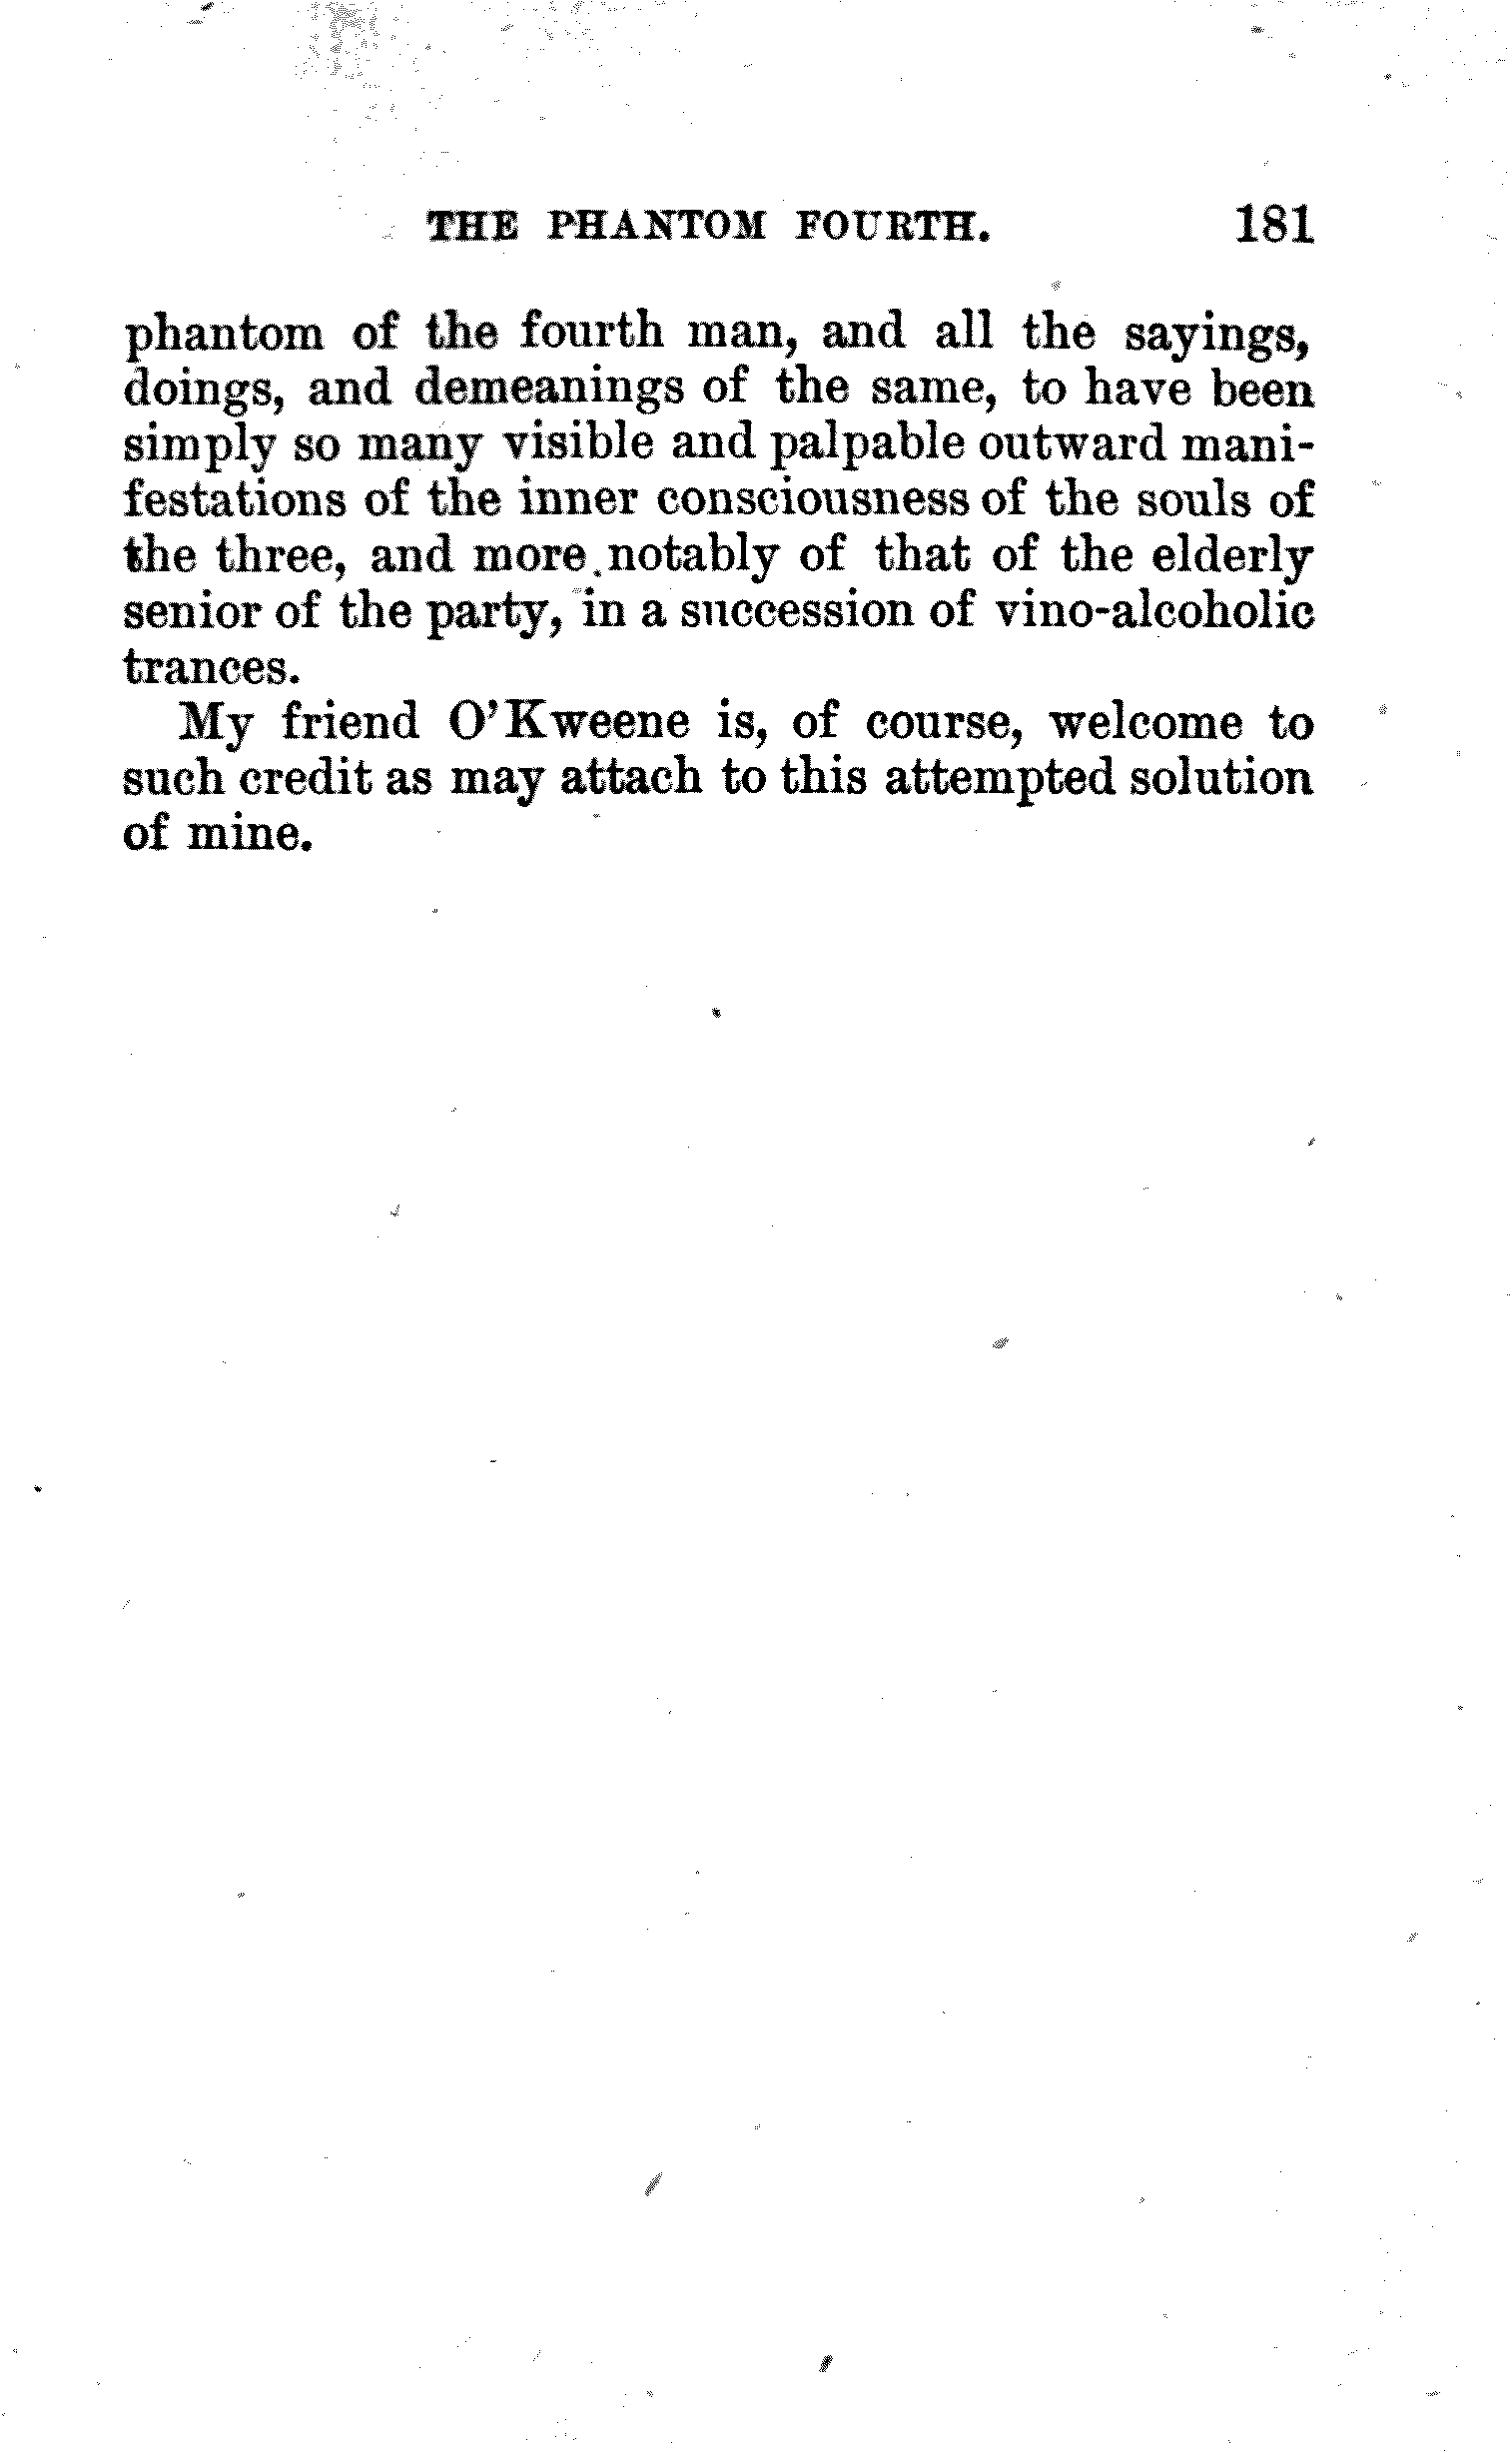 THE PHANTOM FOURTH. 181
phantom of the fourth man, and all the sayings,
doings, and demeanings of the same, to have been
simply so many visible and palpable outward mani-
festations of the inner consciousness of the souls of
the three, and more notably of that of the elderly
senior of the party, in a succession of vino-alcoholic
trances.
My friend O'Kweene is, of course, welcome to
such credit as may attach to this attempted solution
of mine.